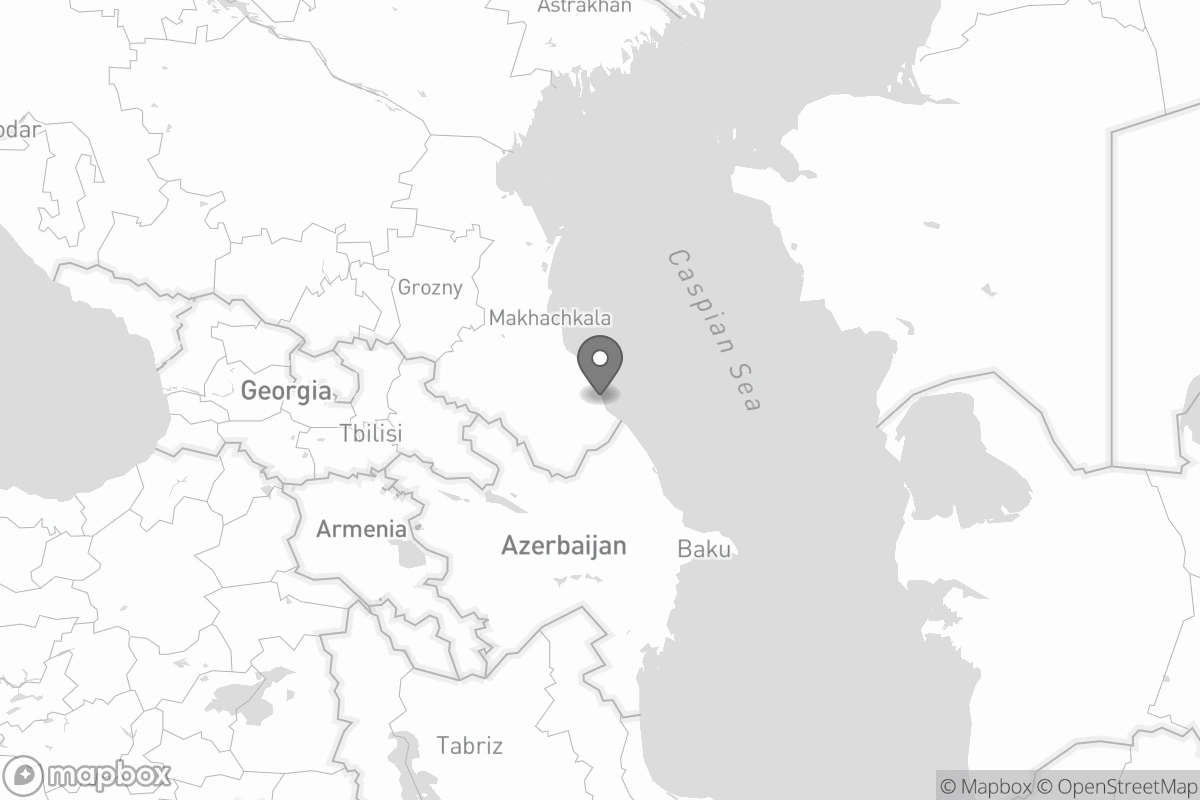 Astrakhan
odar
Caspian Sea
Grozny
Makhachkala
Georgia
Tbilisi
Armenia
Azerbaijan
Baku
Tabriz
mapbox
© Mapbox © OpenStreetMap